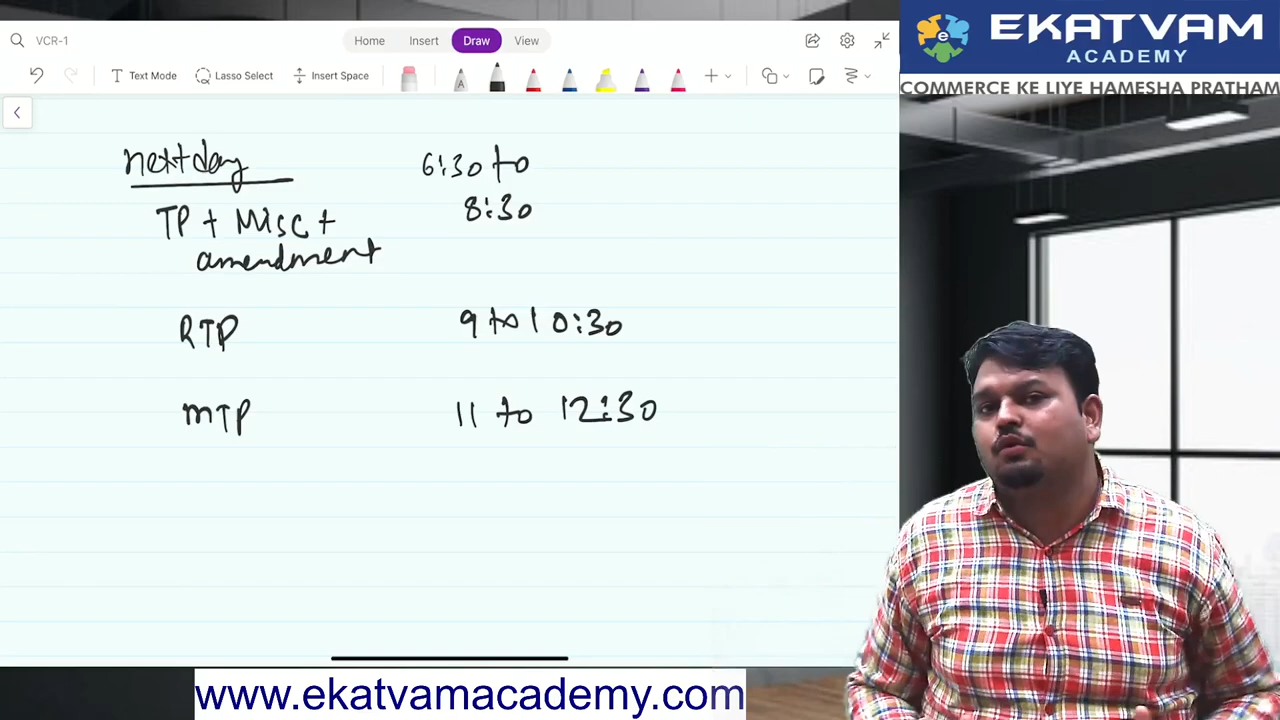 VCR-1
Home Insert Draw View
Text Mode Lasso Select Insert Space
EKATVAM
ACADEMY
COMMERCE KE LIYE HAMESHA PRATHAM
next day
6:30 to
8:30
TP + Misc +
amendment
RTP 9 to 10:30
MTP 11 to 12:30
www.ekatvamacademy.com